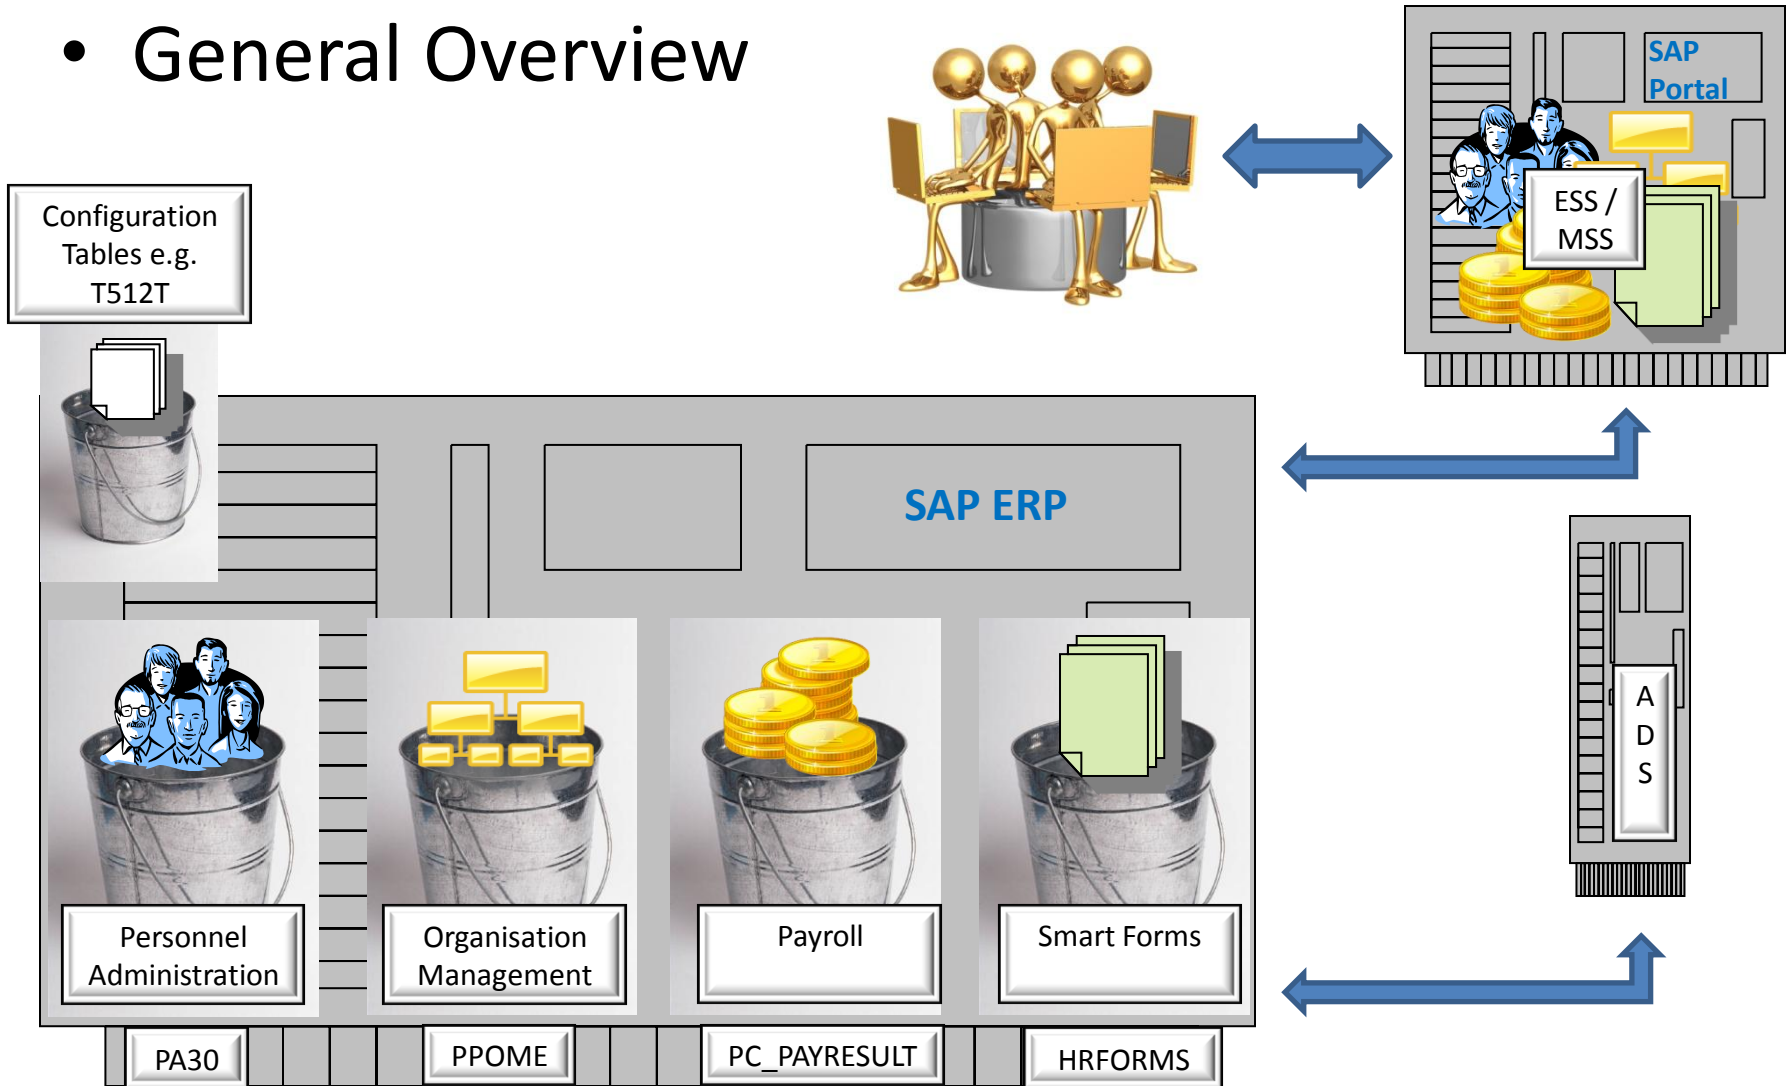 • General Overview
SAP
Portal
ESS /
MSS
Configuration
Tables e.g.
T512T
SAP ERP
A
D
S
Personnel
Administration
Organisation
Management
Payroll
Smart Forms
PA30
PPOME
PC_PAYRESULT
HRFORMS